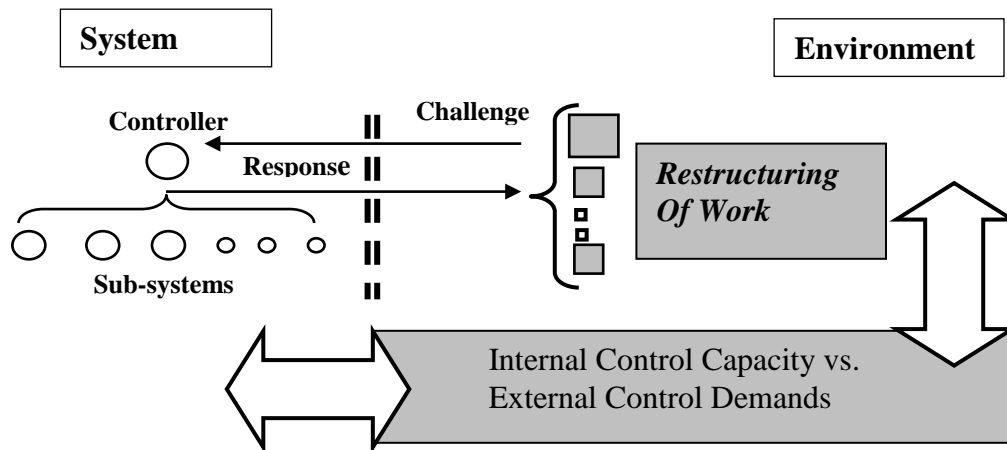 System
Environment
Controller
Challenge
Response
Restructuring
Of Work
Sub-systems
Internal Control Capacity vs.
External Control Demands